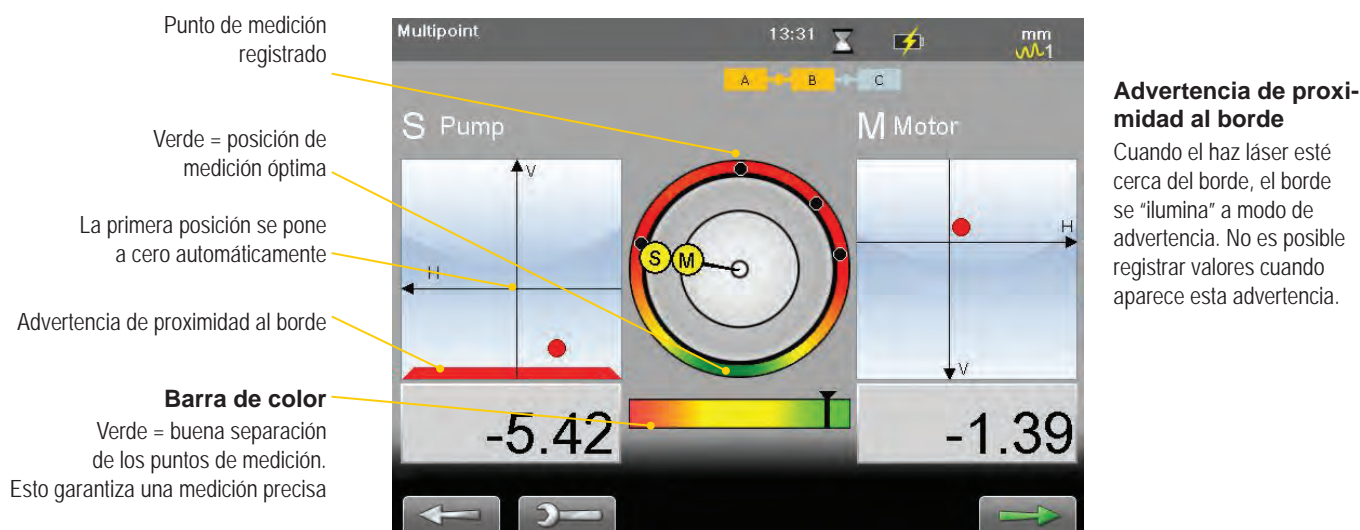 Punto de medición
registrado
Verde = posición de
medición óptima
La primera posición se pone
a cero automáticamente
Advertencia de proximidad al borde
Barra de color
Verde = buena separación
de los puntos de medición.
Esto garantiza una medición precisa
Multipoint
13:31
mm
1
A
B
C
S Pump
M Motor
V
H
S
M
H
V
-5.42
-1.39
Advertencia de proxi-
midad al borde
Cuando el haz láser esté
cerca del borde, el borde
se “ilumina” a modo de
advertencia. No es posible
registrar valores cuando
aparece esta advertencia.